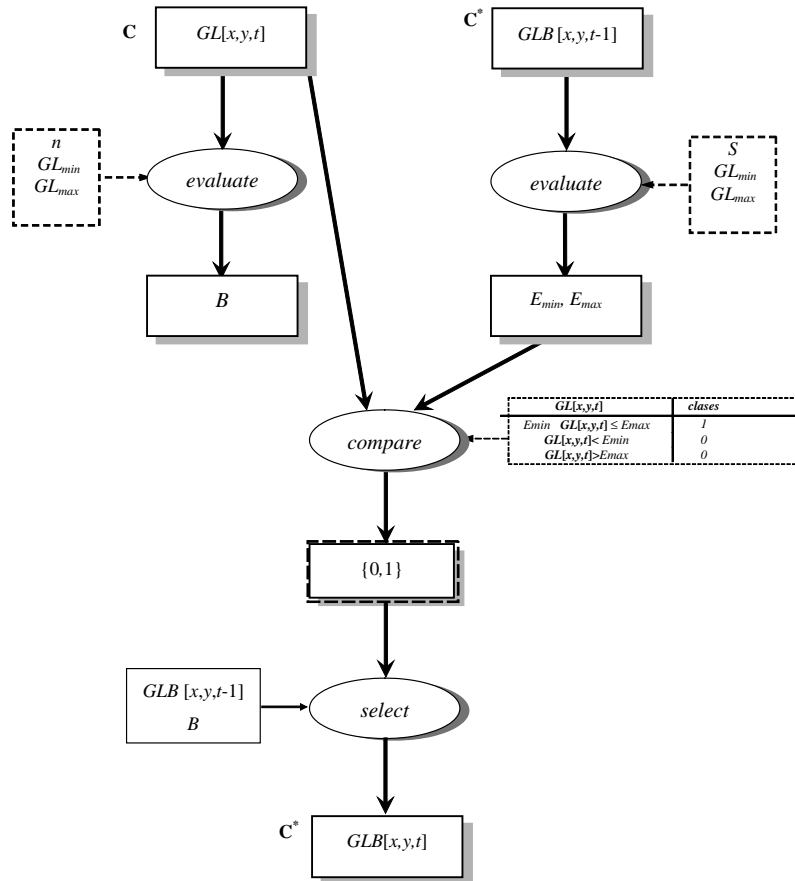 C GL[x,y,t]
C* GLB [x,y,t-1]
n
GLmin
GLmax
evaluate
evaluate
S
GLmin
GLmax
B
Emin, Emax
compare
GL[x,y,t] clases
Emin GL[x,y,t] ≤ Emax 1
GL[x,y,t]< Emin 0
GL[x,y,t]>Emax 0
{0,1}
GLB [x,y,t-1]
B
select
C* GLB[x,y,t]